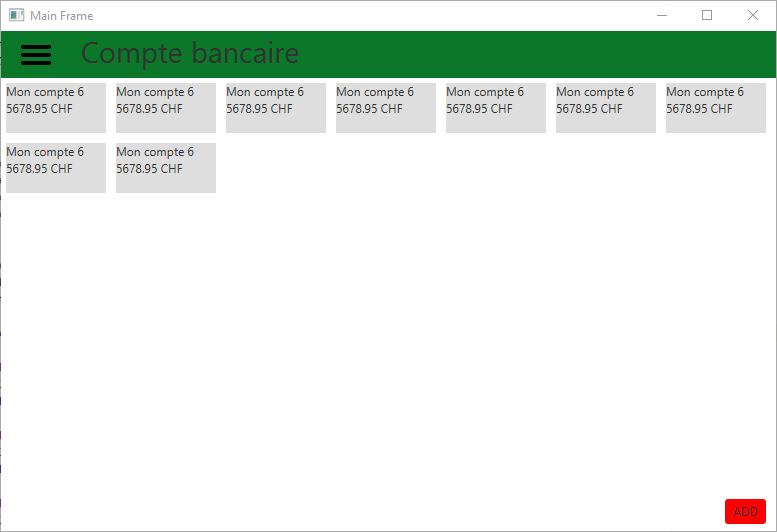 Main Frame
Compte bancaire
Mon compte 6 Mon compte 6 Mon compte 6 Mon compte 6 Mon compte 6 Mon compte 6 Mon compte 6
5678.95 CHF 5678.95 CHF 5678.95 CHF 5678.95 CHF 5678.95 CHF 5678.95 CHF 5678.95 CHF
Mon compte 6 Mon compte 6
5678.95 CHF 5678.95 CHF
ADD